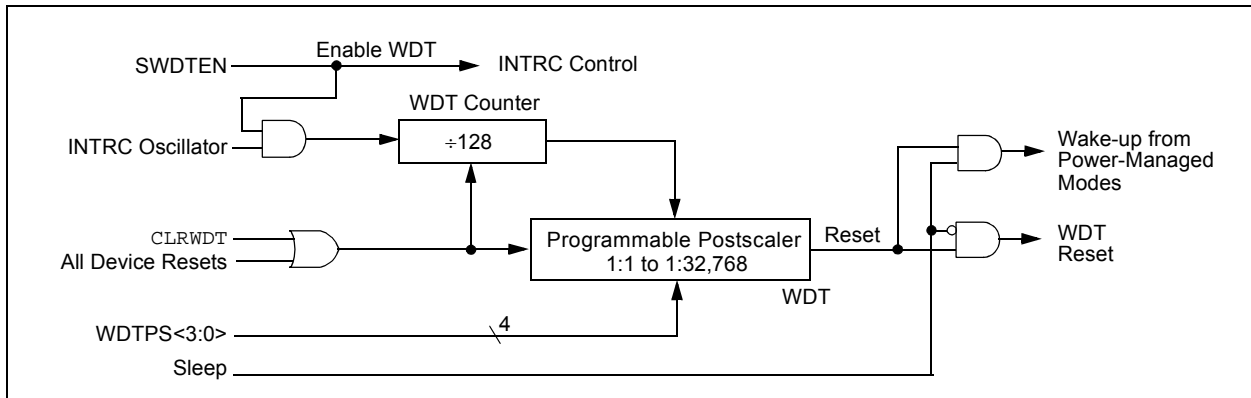 Enable WDT
SWDTEN
INTRC Control
WDT Counter
INTRC Oscillator
÷128
Wake-up from
Power-Managed
Modes
CLRWDT
All Device Resets
Programmable Postscaler
1:1 to 1:32,768
Reset
WDT
WDT
Reset
WDTPS<3:0>
4
Sleep